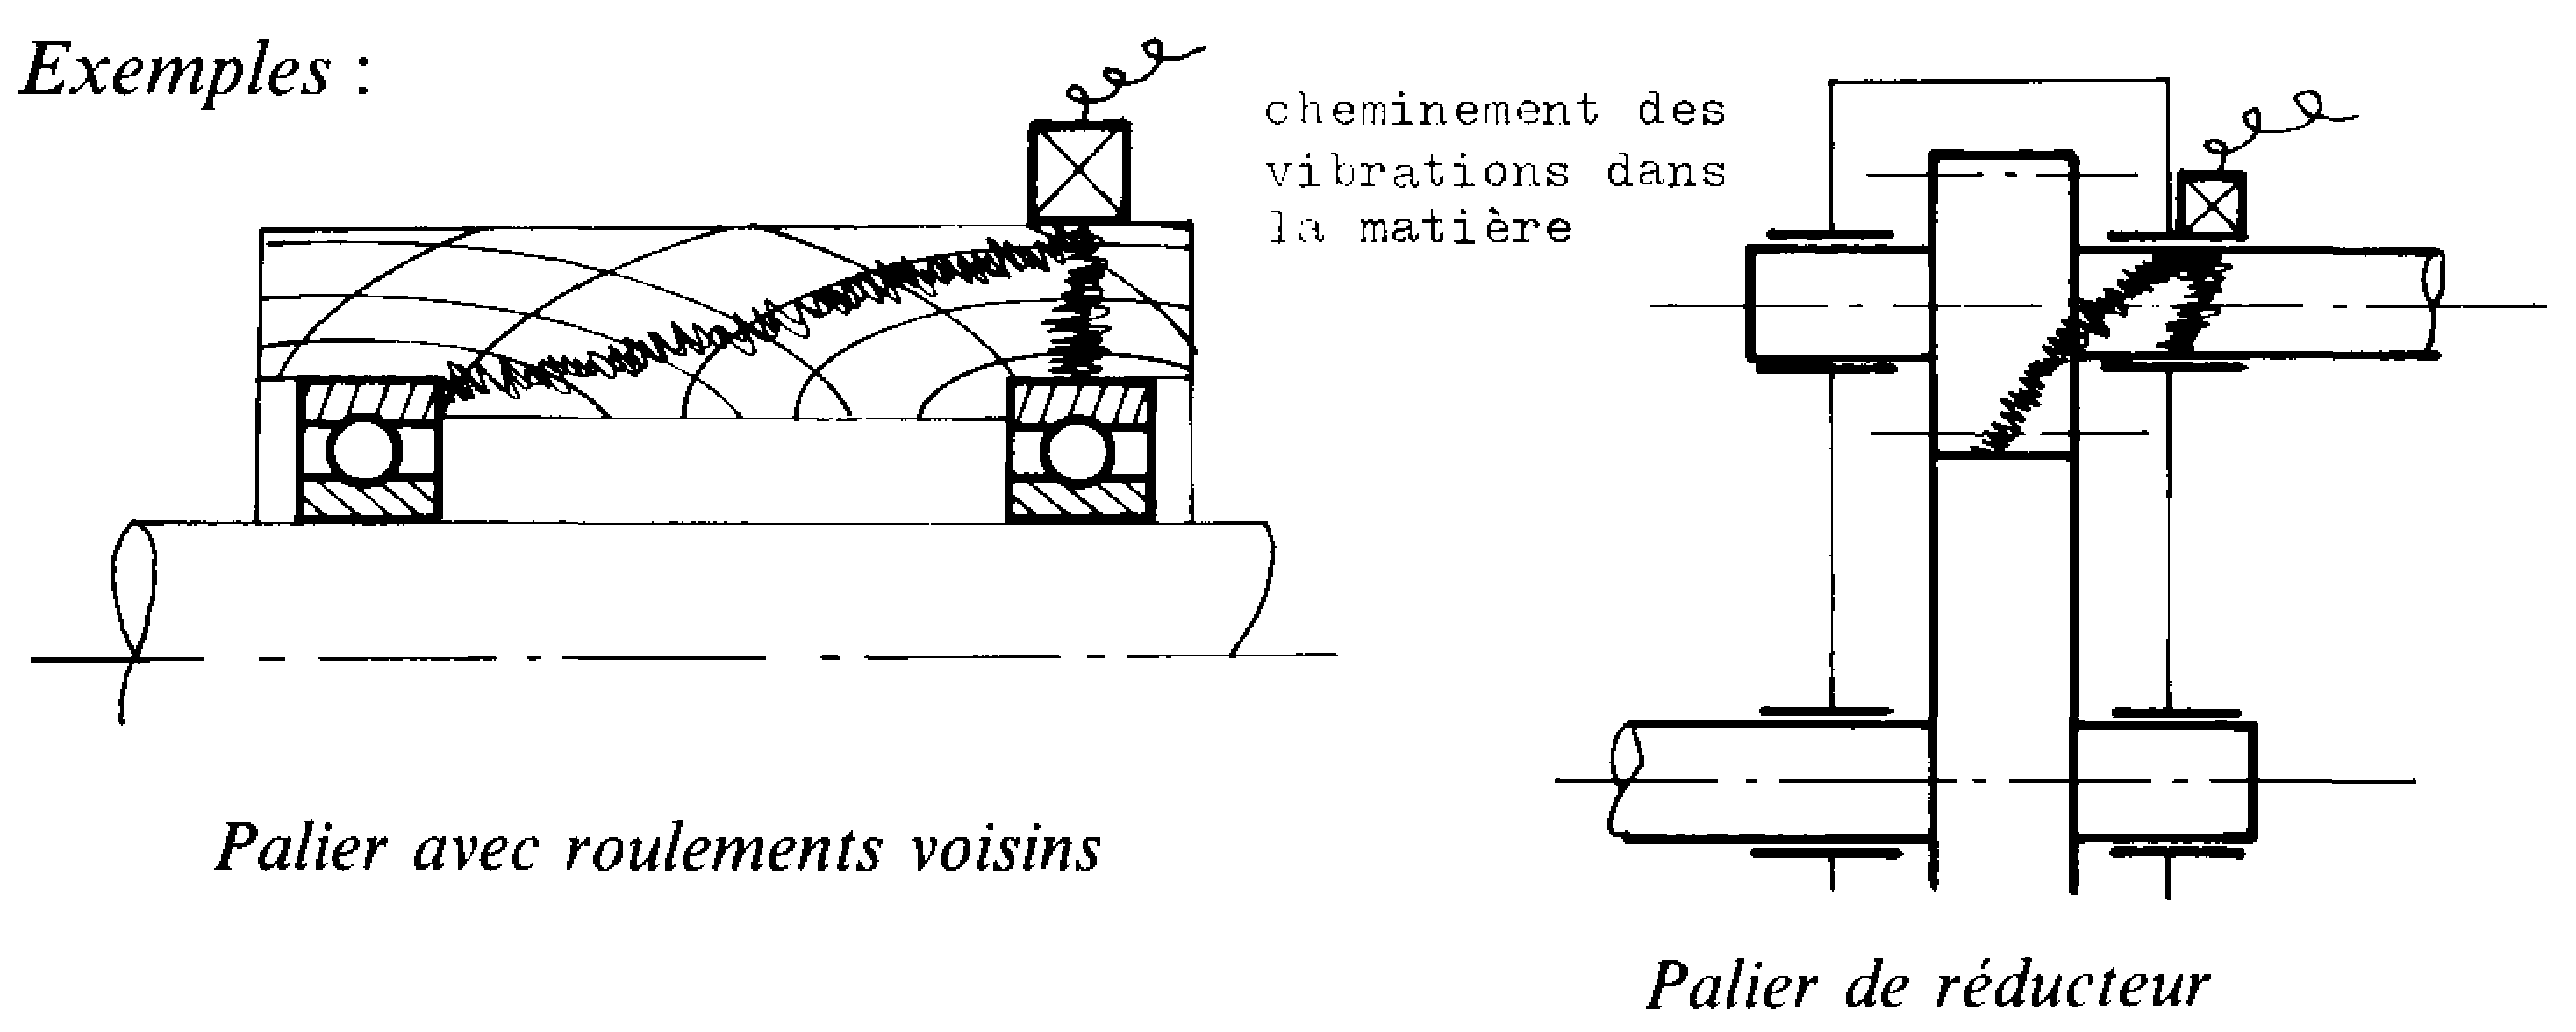 Exemples :
cheminement des
vibrations dans
la matière
Palier avec roulements voisins
Palier de réducteur